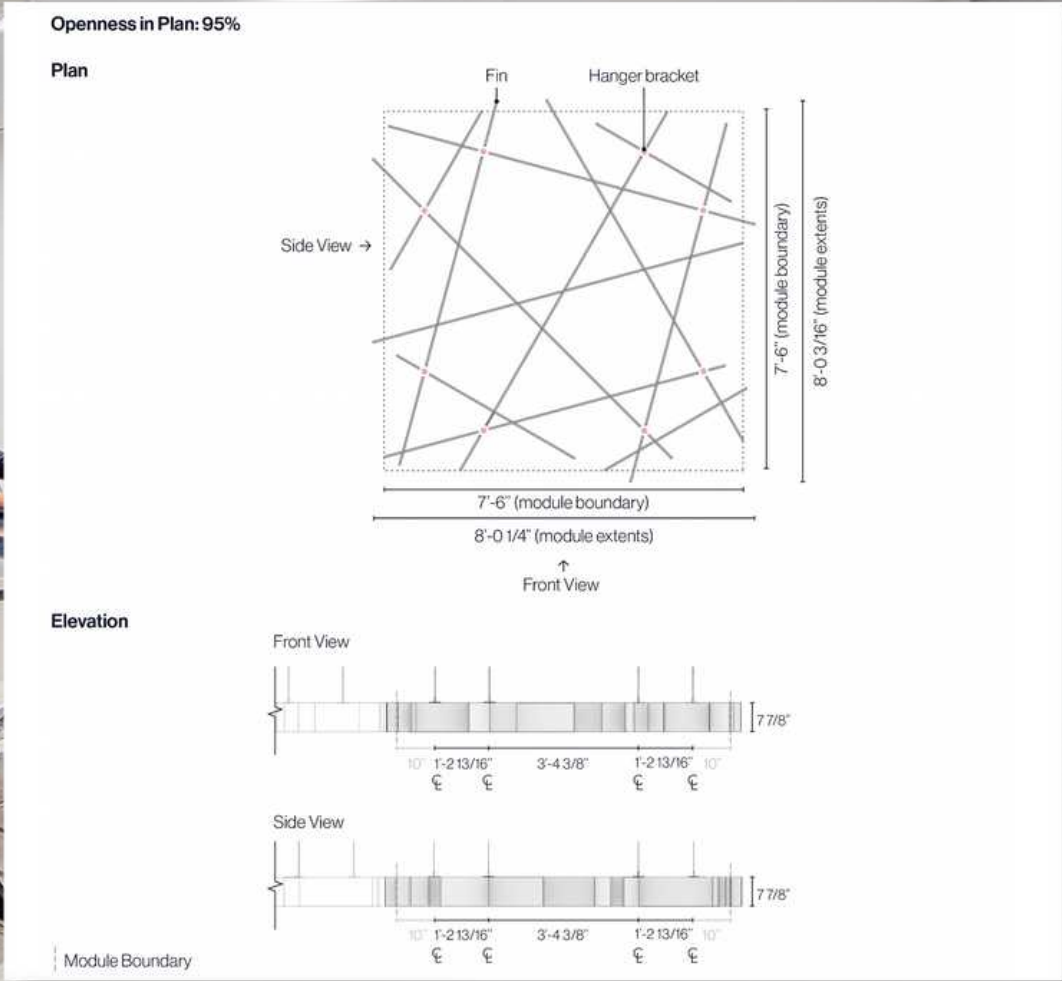 Openness in Plan: 95%
Plan
Fin
Hanger bracket
Side View →
7'-6" (module boundary)
8'-0 3/16" (module extents)
7'-6" (module boundary)
8'-0 1/4" (module extents)
↑
Front View
Elevation
Front View
7 7/8"
10" 1'-2 13/16" 3'-4 3/8" 1'-2 13/16" 10"
℄ ℄ ℄ ℄
Side View
7 7/8"
10" 1'-2 13/16" 3'-4 3/8" 1'-2 13/16" 10"
℄ ℄ ℄ ℄
Module Boundary